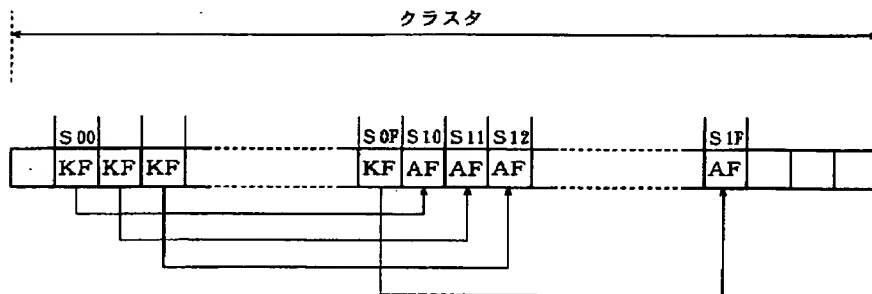 クラスタ
S00 S0F S10 S11 S12 S1F
KF KF KF KF AF AF AF AF